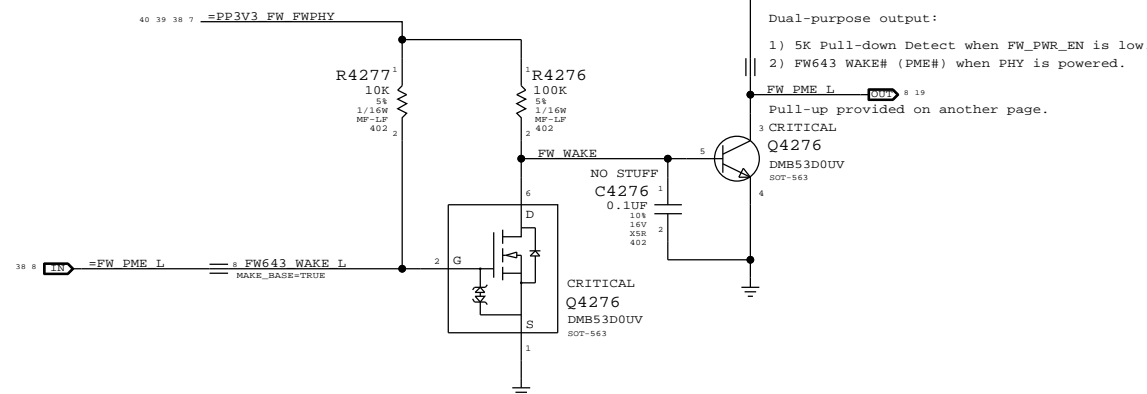 Dual-purpose output:
40 39 38 7 =PP3V3_FW_FWPHY
1) 5K Pull-down Detect when FW_PWR_EN is low
2) FW643 WAKE# (PME#) when PHY is powered.
R4277 1
10K
5%
1/16W
MF-LF
402
2
1 R4276
100K
5%
1/16W
MF-LF
402
2
FW_PME_L OUT 8 19
Pull-up provided on another page.
3 CRITICAL
Q4276
DMB53D0UV
SOT-563
4
FW_WAKE 5
NO STUFF
C4276 1
0.1UF
10%
16V
X5R
402
2
6
D
38 8 IN =FW_PME_L 8 FW643_WAKE_L 2 G
MAKE_BASE=TRUE
CRITICAL
Q4276
DMB53D0UV
SOT-563
S
1